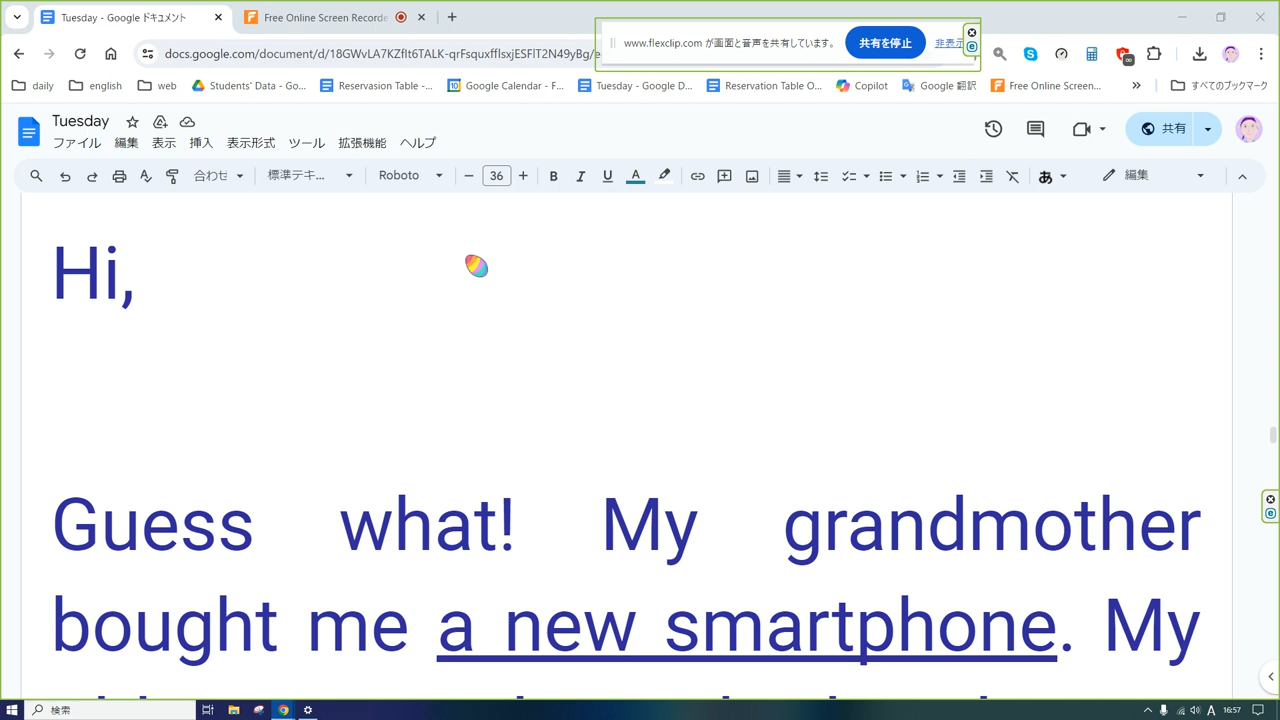 Tuesday - Google ドキュメント
Free Online Screen Recorde
www.flexclip.com が画面と音声を共有しています。
共有を停止
非表示
docs.google.com/document/d/18GWvLA7KZflt6TALK-grFsquxfflsxjESFlT2N49yBg/e
daily
english
web
Students' Data - Go...
Reservasion Table -...
Google Calendar - F...
Tuesday - Google D...
Reservation Table O...
Copilot
Google 翻訳
Free Online Screen...
すべてのブックマーク
Tuesday
ファイル 編集 表示 挿入 表示形式 ツール 拡張機能 ヘルプ
共有
合わせ 標準テキ... Roboto 36 編集
Hi,
Guess what! My grandmother
bought me a new smartphone. My
検索
A 16:57